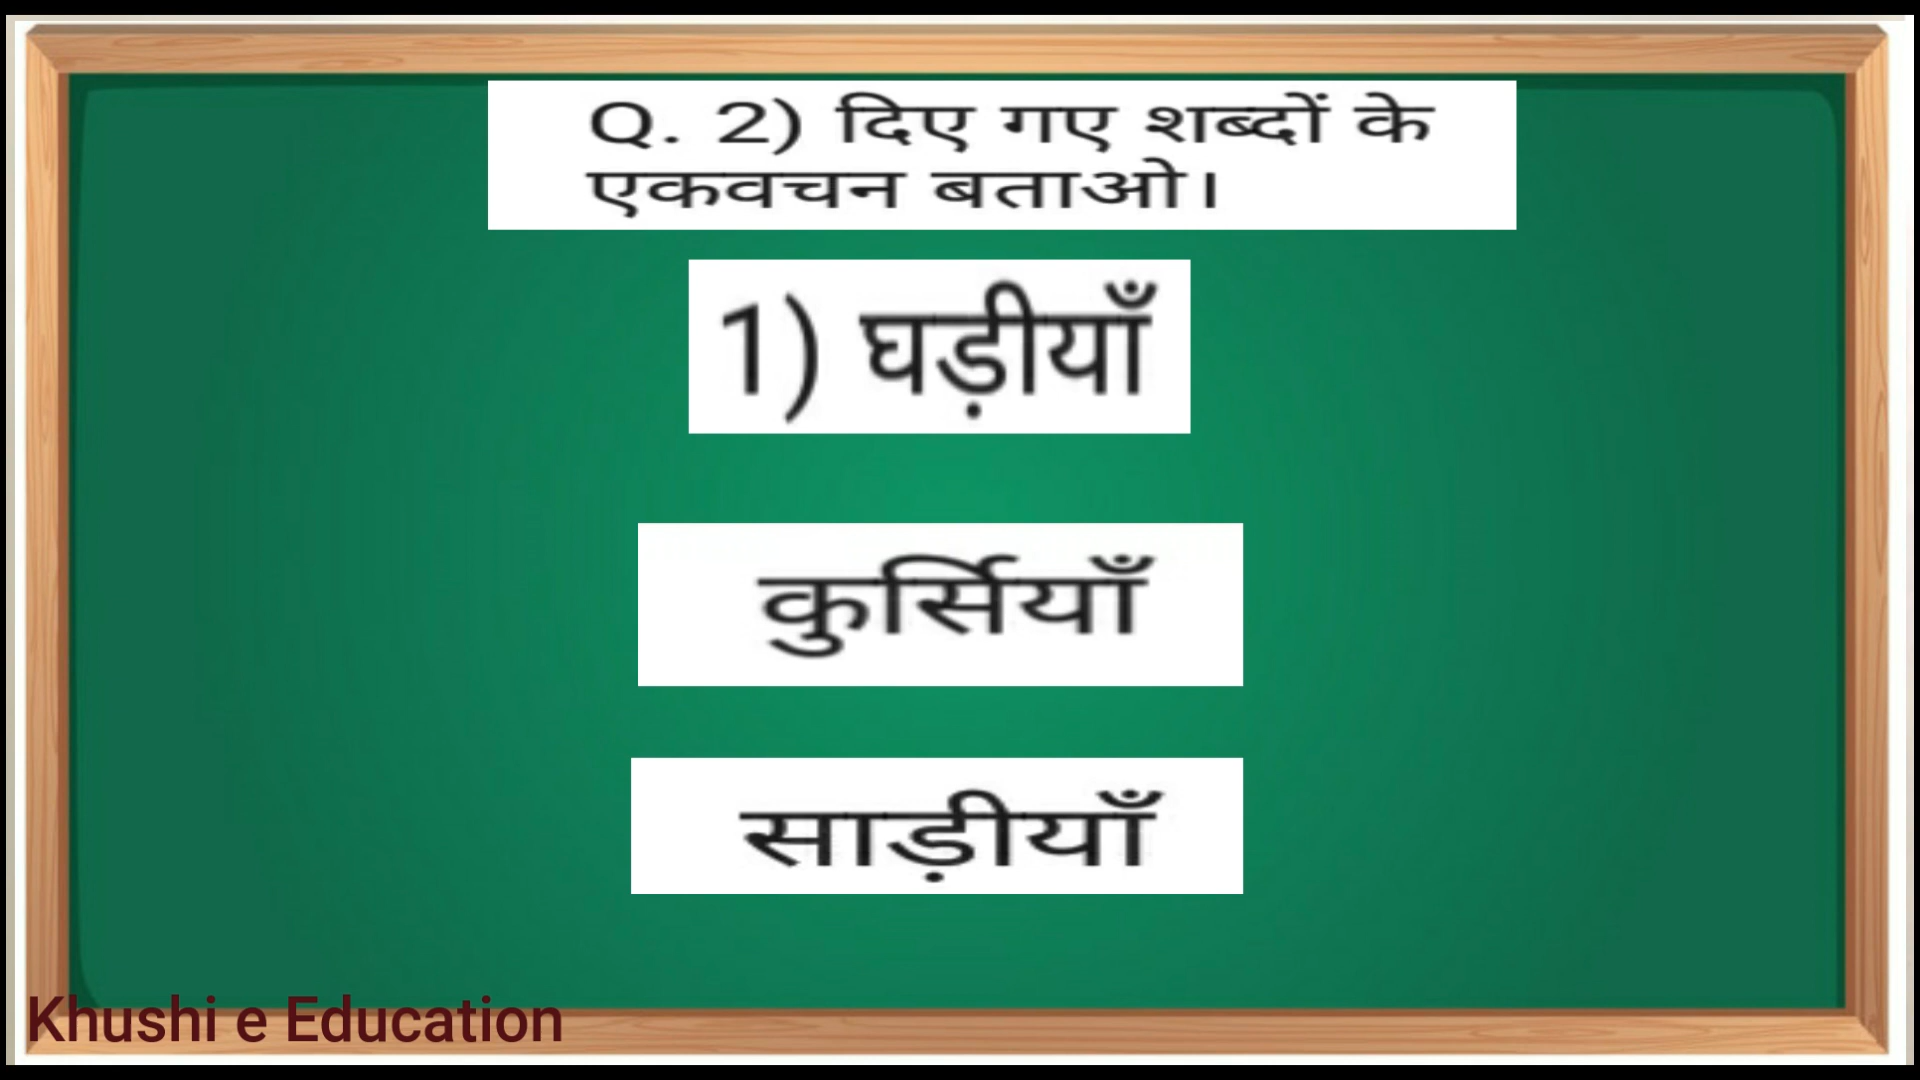 Q. 2) दिए गए शब्दों के
एकवचन बताओ।
1) घड़ीयाँ
कुर्सियाँ
साड़ीयाँ
Khushi e Education